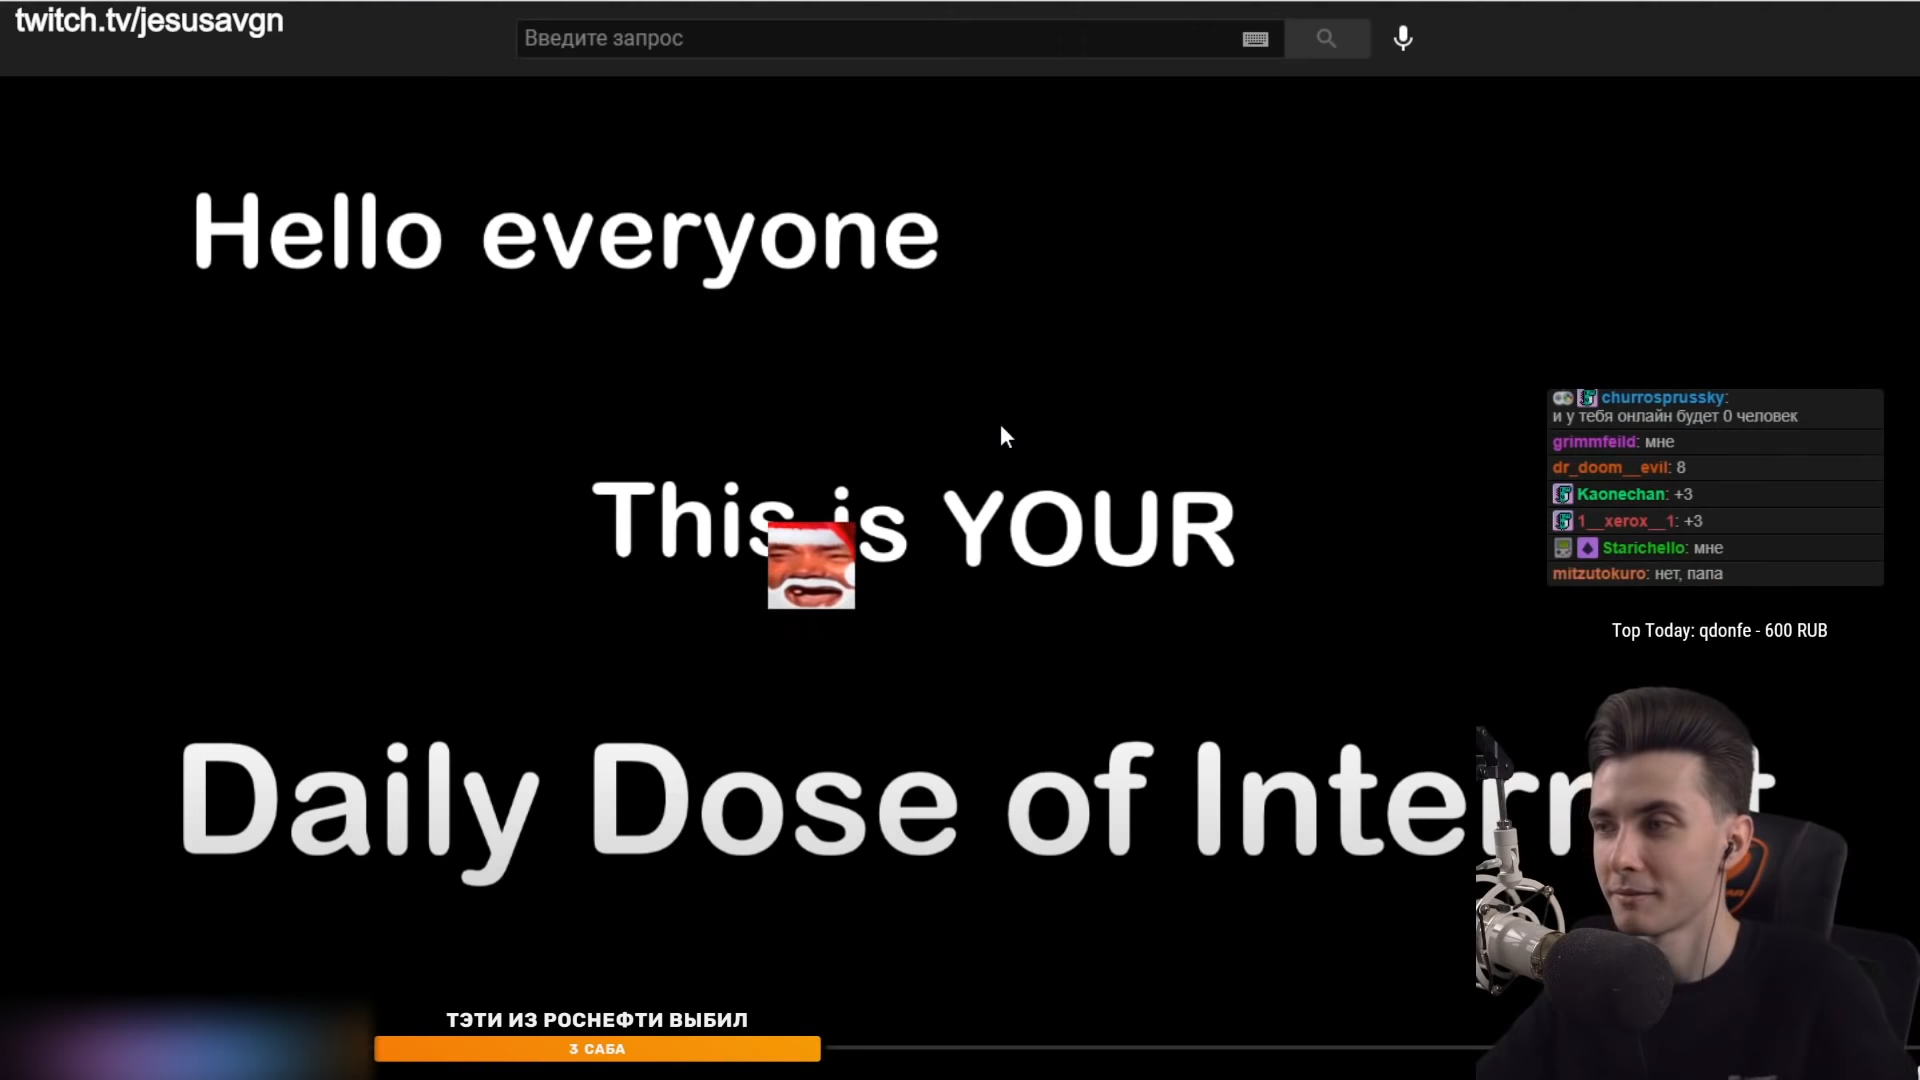 twitch.tv/jesusavgn
Введите запрос
Hello everyone
This is YOUR
Daily Dose of Internet
churrosprussky:
и у тебя онлайн будет 0 человек
grimmfeild: мне
dr_doom__evil: 8
Kaonechan: +3
1__xerox__1: +3
Starichello: мне
mitzutokuro: нет, папа
Top Today: qdonfe - 600 RUB
ТЭТИ ИЗ РОСНЕФТИ ВЫБИЛ
3 САБА